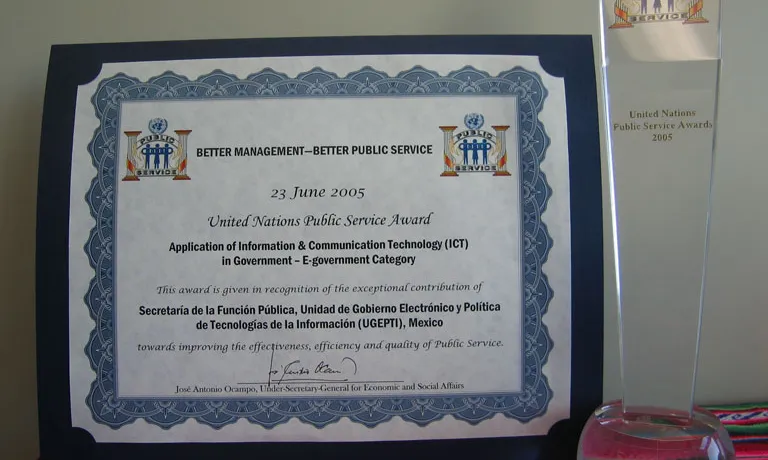 PUBLIC
SERVICE
PUBLIC
SERVICE
BETTER MANAGEMENT—BETTER PUBLIC SERVICE
23 June 2005
United Nations Public Service Award
Application of Information & Communication Technology (ICT)
in Government – E-government Category
This award is given in recognition of the exceptional contribution of
Secretaría de la Función Pública, Unidad de Gobierno Electrónico y Política
de Tecnologías de la Información (UGEPTI), Mexico
towards improving the effectiveness, efficiency and quality of Public Service.
José Antonio Ocampo, Under-Secretary-General for Economic and Social Affairs
SERVICE
United Nations
Public Service Awards
2005